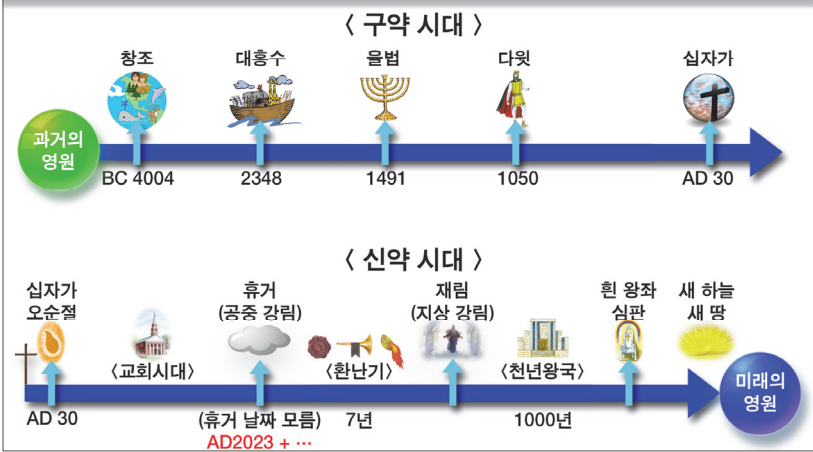 〈 구약 시대 〉
창조
대홍수
율법
다윗
십자가
과거의
영원
BC 4004
2348
1491
1050
AD 30
〈 신약 시대 〉
십자가
오순절
휴거
(공중 강림)
재림
(지상 강림)
흰 왕좌
심판
새 하늘
새 땅
〈교회시대〉
〈환난기〉
〈천년왕국〉
미래의
영원
AD 30
(휴거 날짜 모름)
AD2023 + ···
7년
1000년